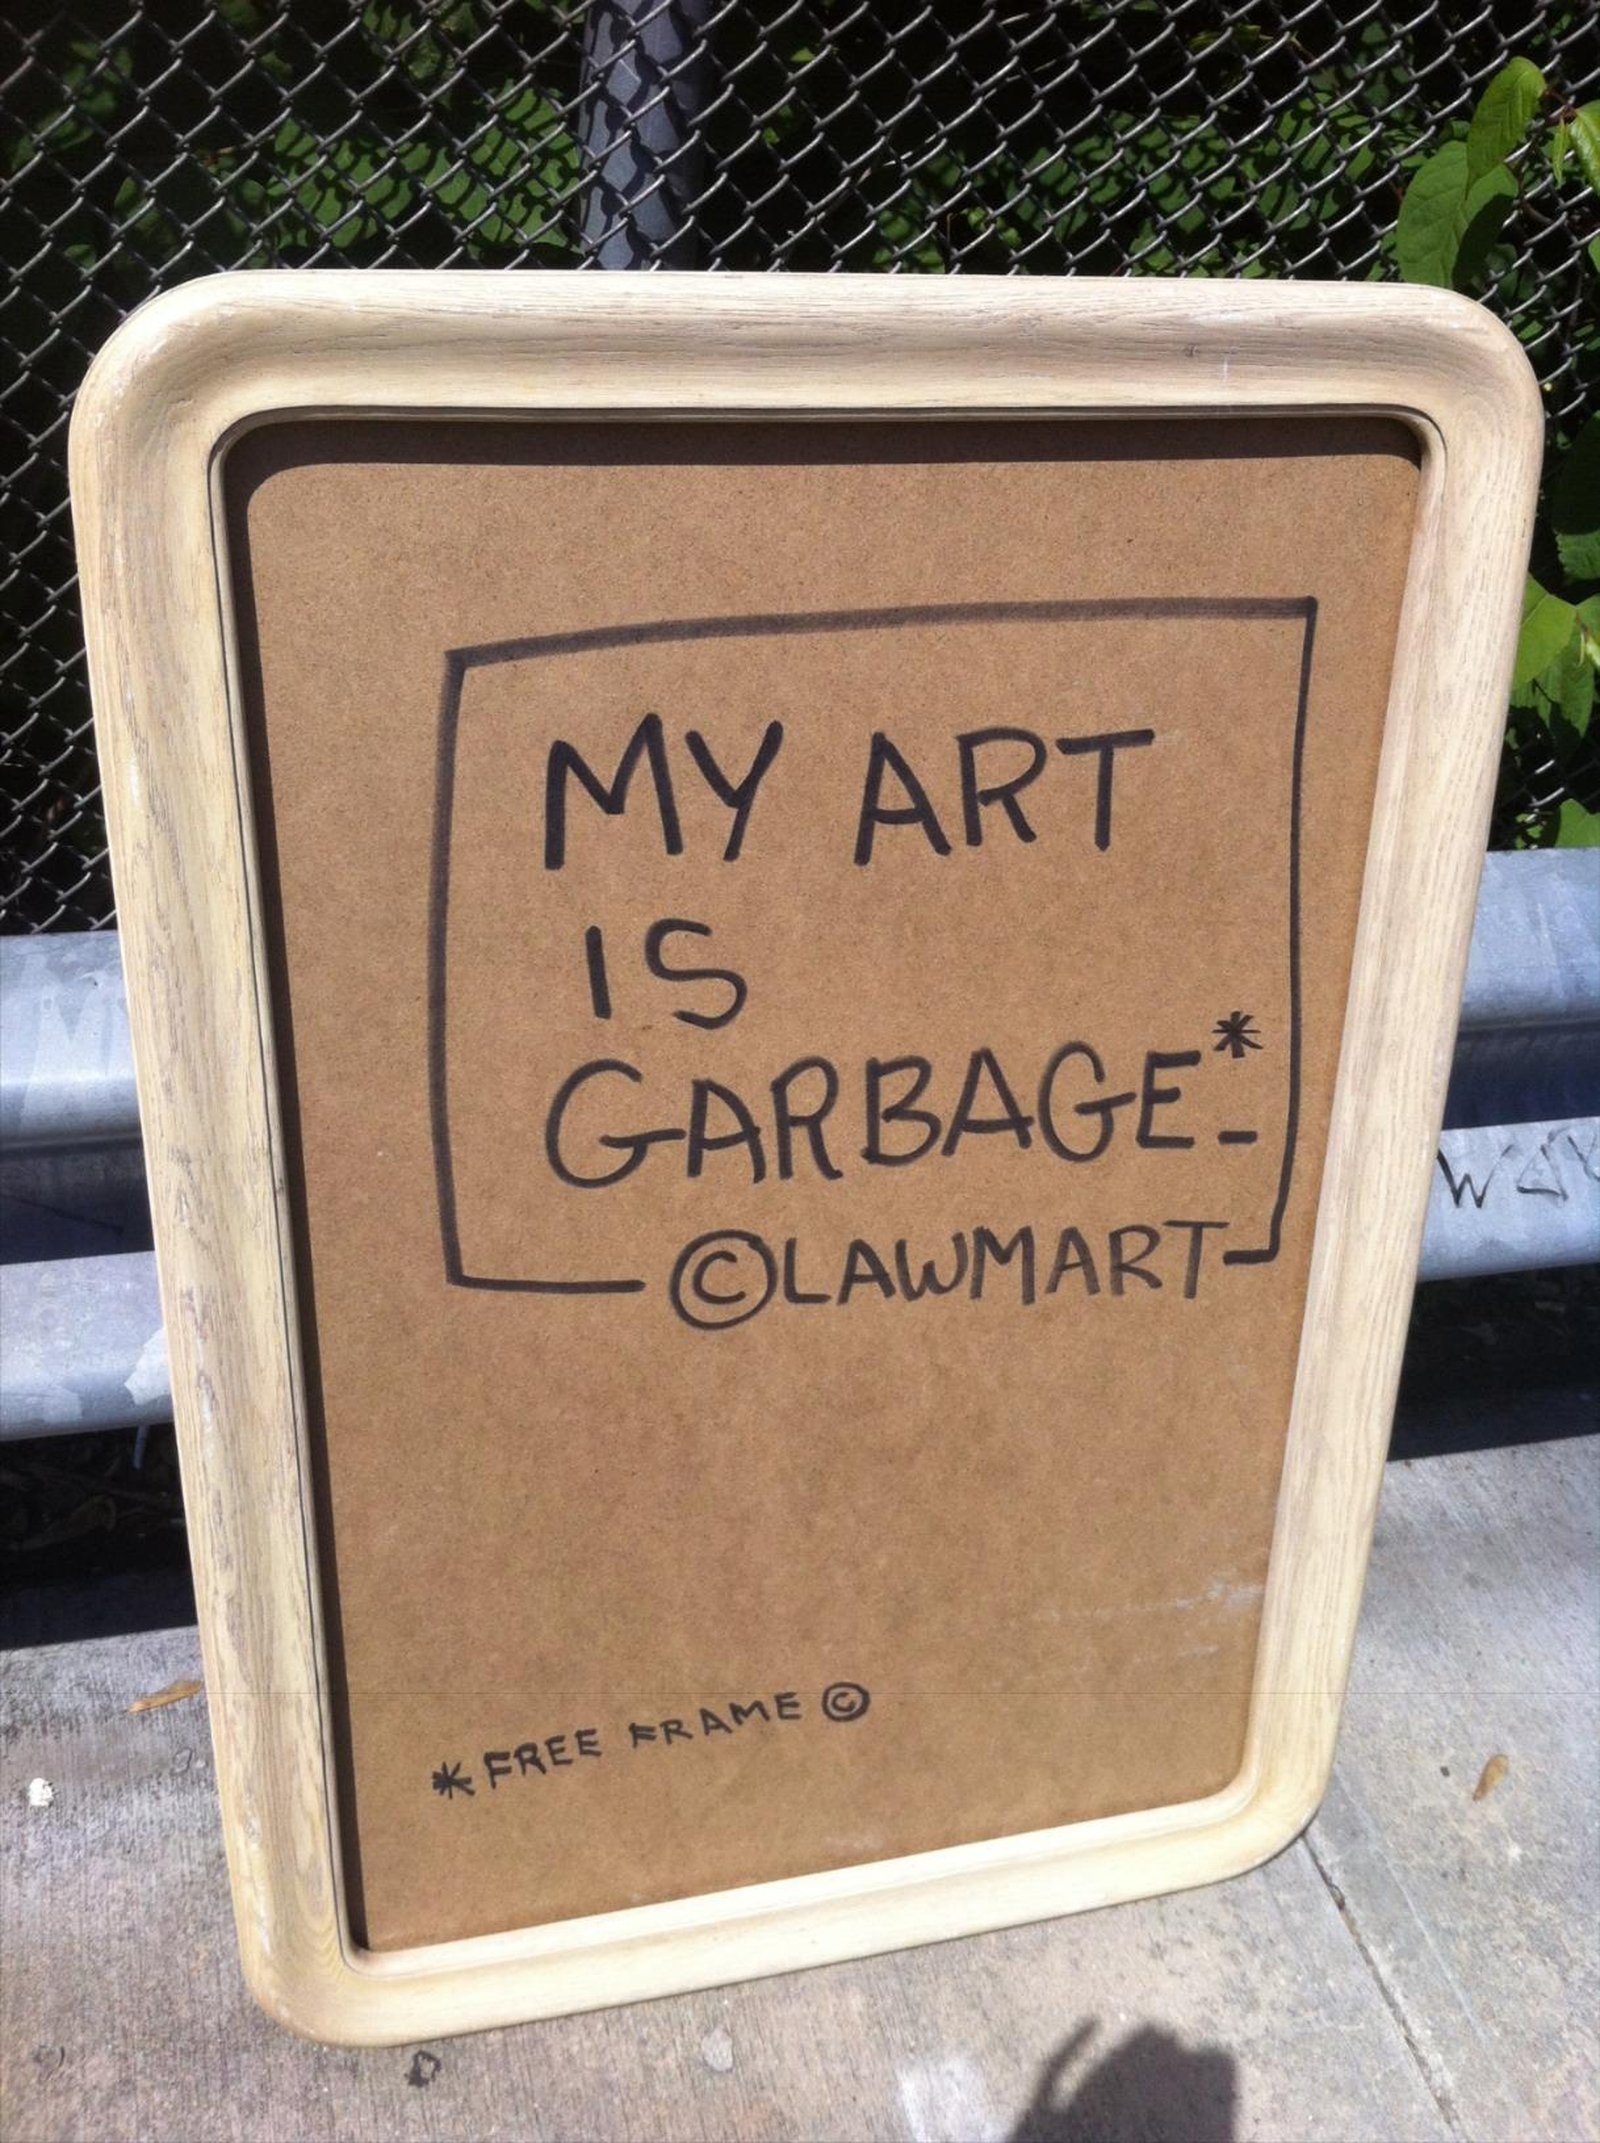 MY ART
IS
GARBAGE*-
©LAWMART
*FREE FRAME ©